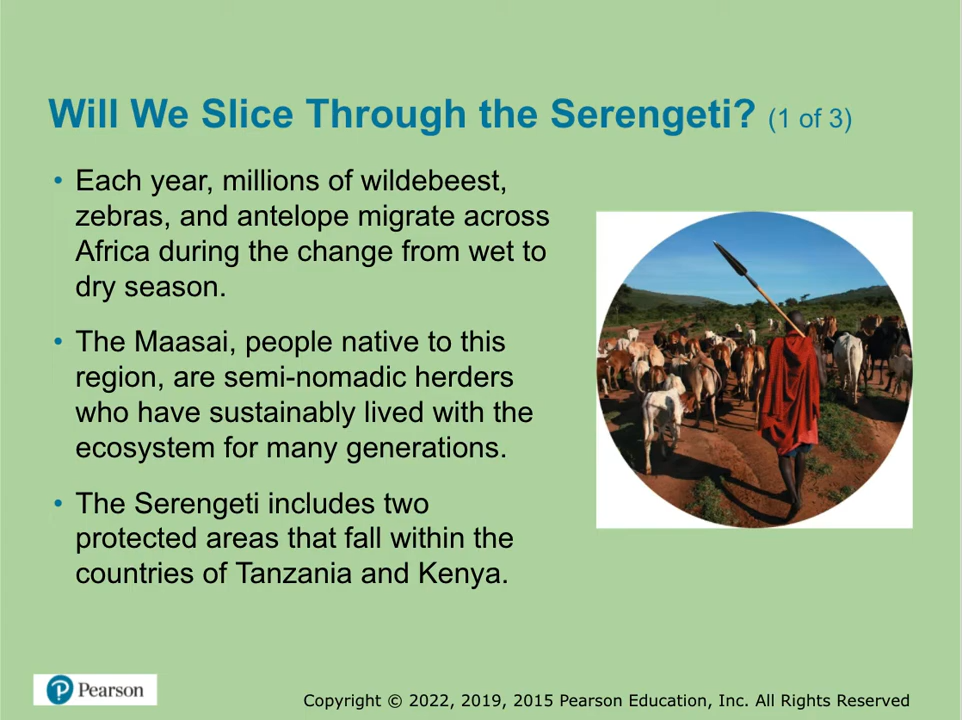 Will We Slice Through the Serengeti? (1 of 3)
• Each year, millions of wildebeest,
zebras, and antelope migrate across
Africa during the change from wet to
dry season.
• The Maasai, people native to this
region, are semi-nomadic herders
who have sustainably lived with the
ecosystem for many generations.
• The Serengeti includes two
protected areas that fall within the
countries of Tanzania and Kenya.
Pearson
Copyright © 2022, 2019, 2015 Pearson Education, Inc. All Rights Reserved